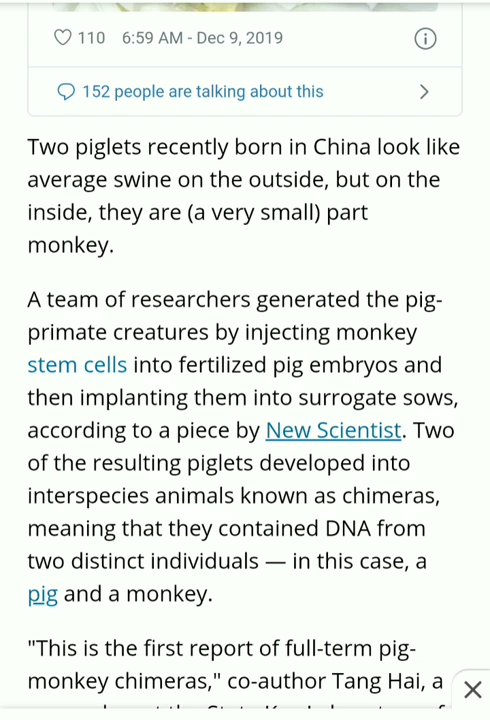 110 6:59 AM - Dec 9, 2019
152 people are talking about this
Two piglets recently born in China look like
average swine on the outside, but on the
inside, they are (a very small) part
monkey.
A team of researchers generated the pig-
primate creatures by injecting monkey
stem cells into fertilized pig embryos and
then implanting them into surrogate sows,
according to a piece by New Scientist. Two
of the resulting piglets developed into
interspecies animals known as chimeras,
meaning that they contained DNA from
two distinct individuals — in this case, a
pig and a monkey.
"This is the first report of full-term pig-
monkey chimeras," co-author Tang Hai, a